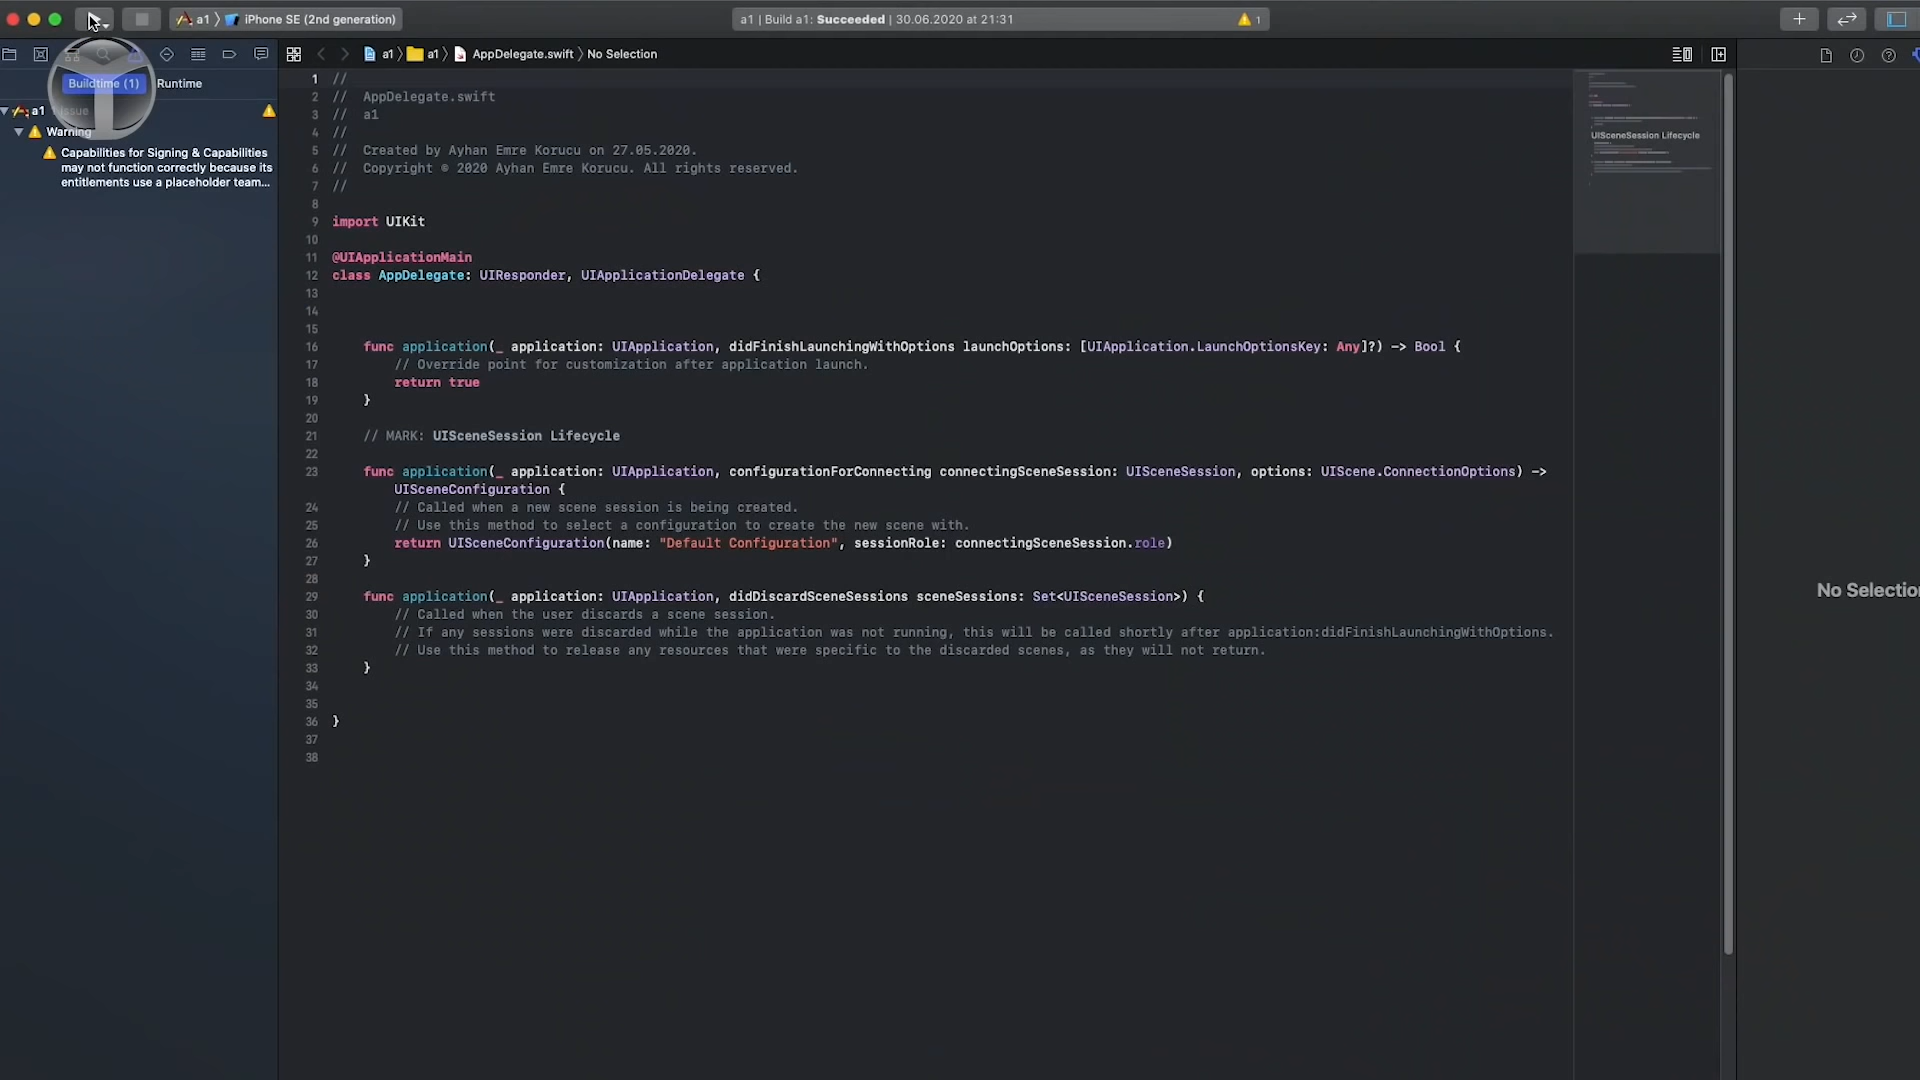 a1 〉 iPhone SE (2nd generation)
a1 | Build a1: Succeeded | 30.06.2020 at 21:31
1
a1 〉 a1 〉 AppDelegate.swift 〉 No Selection
Buildtime (1) Runtime
a1 1 issue
Warning
Capabilities for Signing & Capabilities
may not function correctly because its
entitlements use a placeholder team...
1 //
2 //  AppDelegate.swift
3 //  a1
4 //
5 //  Created by Ayhan Emre Korucu on 27.05.2020.
6 //  Copyright © 2020 Ayhan Emre Korucu. All rights reserved.
7 //
8
9 import UIKit
10
11 @UIApplicationMain
12 class AppDelegate: UIResponder, UIApplicationDelegate {
13
14
15
16     func application(_ application: UIApplication, didFinishLaunchingWithOptions launchOptions: [UIApplication.LaunchOptionsKey: Any]?) -> Bool {
17         // Override point for customization after application launch.
18         return true
19     }
20
21     // MARK: UISceneSession Lifecycle
22
23     func application(_ application: UIApplication, configurationForConnecting connectingSceneSession: UISceneSession, options: UIScene.ConnectionOptions) ->
        UISceneConfiguration {
24         // Called when a new scene session is being created.
25         // Use this method to select a configuration to create the new scene with.
26         return UISceneConfiguration(name: "Default Configuration", sessionRole: connectingSceneSession.role)
27     }
28
29     func application(_ application: UIApplication, didDiscardSceneSessions sceneSessions: Set<UISceneSession>) {
30         // Called when the user discards a scene session.
31         // If any sessions were discarded while the application was not running, this will be called shortly after application:didFinishLaunchingWithOptions.
32         // Use this method to release any resources that were specific to the discarded scenes, as they will not return.
33     }
34
35
36 }
37
38
UISceneSession Lifecycle
No Selectio